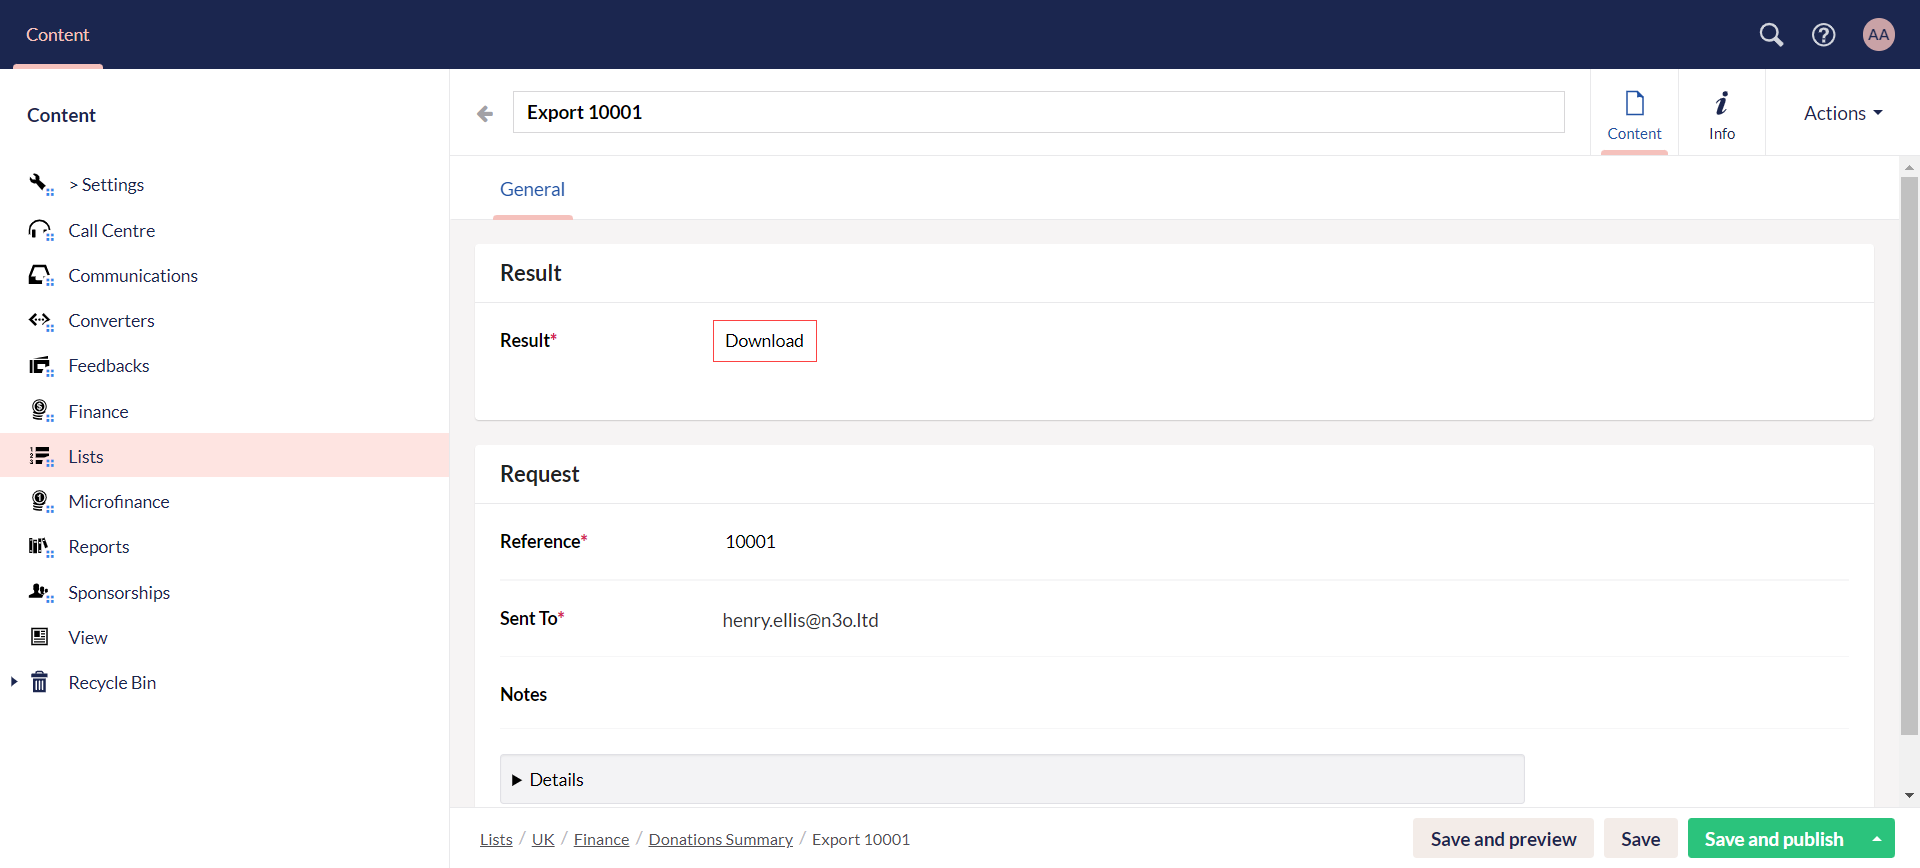 Content
AA
Content
> Settings
Call Centre
Communications
Converters
Feedbacks
Finance
Lists
Microfinance
Reports
Sponsorships
View
Recycle Bin
Export 10001
Content
Info
Actions
General
Result
Result*
Download
Request
Reference*
10001
Sent To*
henry.ellis@n3o.ltd
Notes
Details
Lists / UK / Finance / Donations Summary / Export 10001
Save and preview
Save
Save and publish